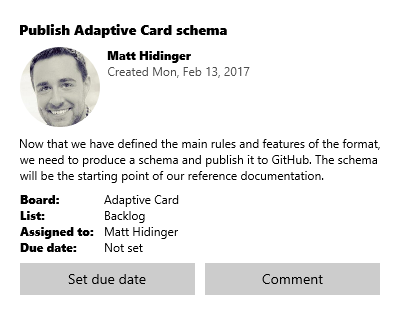 Publish Adaptive Card schema
Matt Hidinger
Created Mon, Feb 13, 2017
Now that we have defined the main rules and features of the format,
we need to produce a schema and publish it to GitHub. The schema
will be the starting point of our reference documentation.
Board: Adaptive Card
List: Backlog
Assigned to: Matt Hidinger
Due date: Not set
Set due date Comment